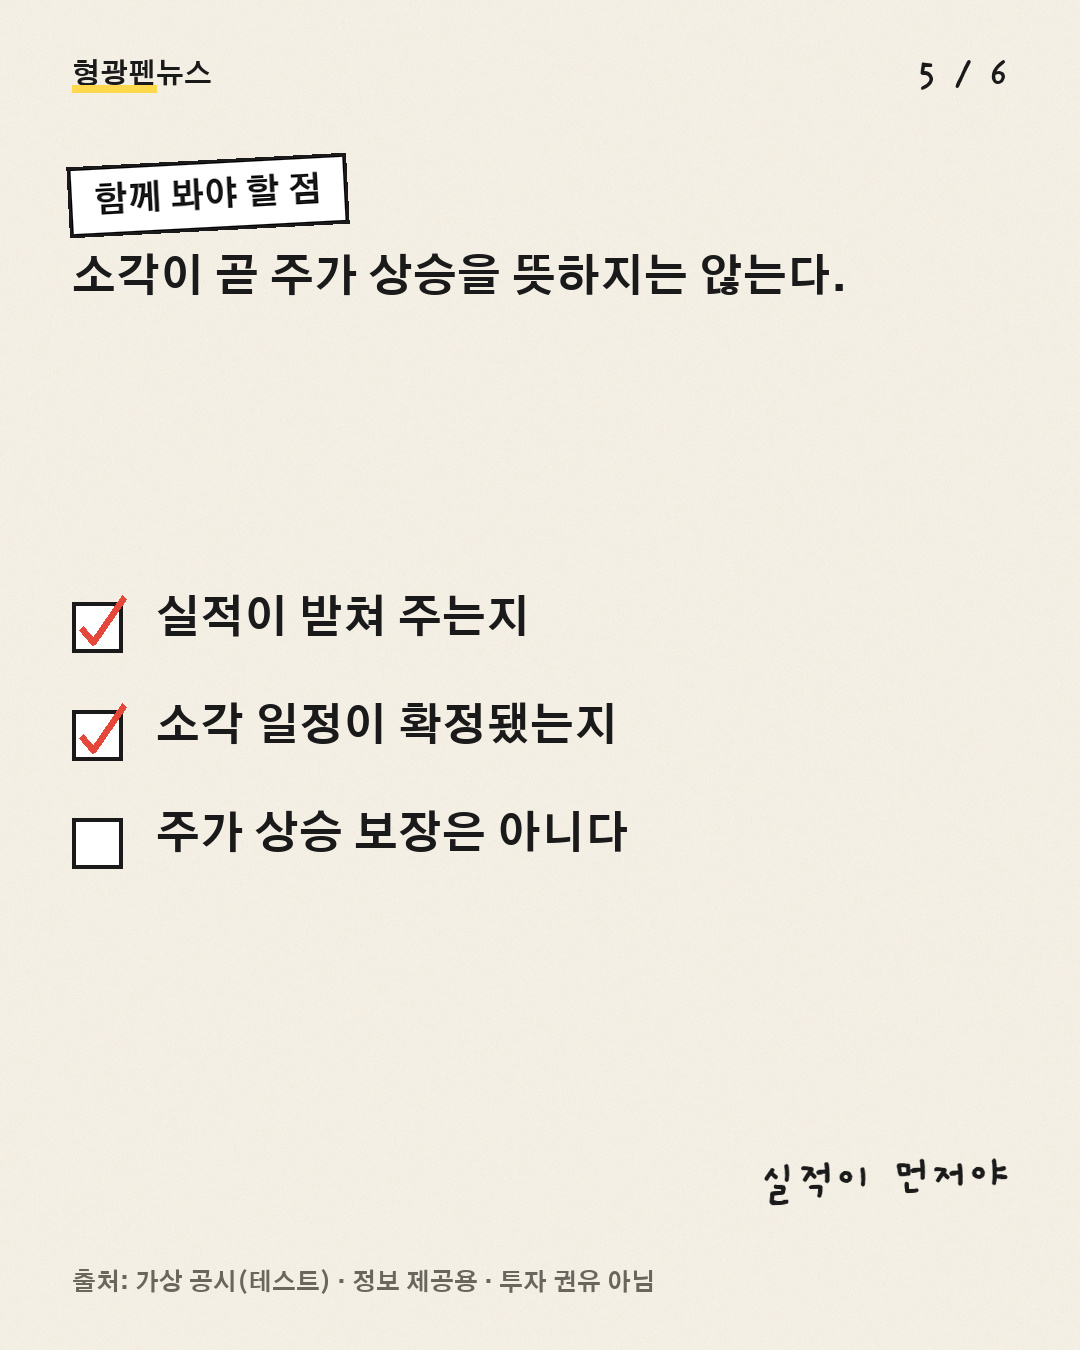 형광펜뉴스
5 / 6
함께 봐야 할 점
소각이 곧 주가 상승을 뜻하지는 않는다.
실적이 받쳐 주는지
소각 일정이 확정됐는지
주가 상승 보장은 아니다
실적이 먼저야
출처: 가상 공시(테스트) · 정보 제공용 · 투자 권유 아님